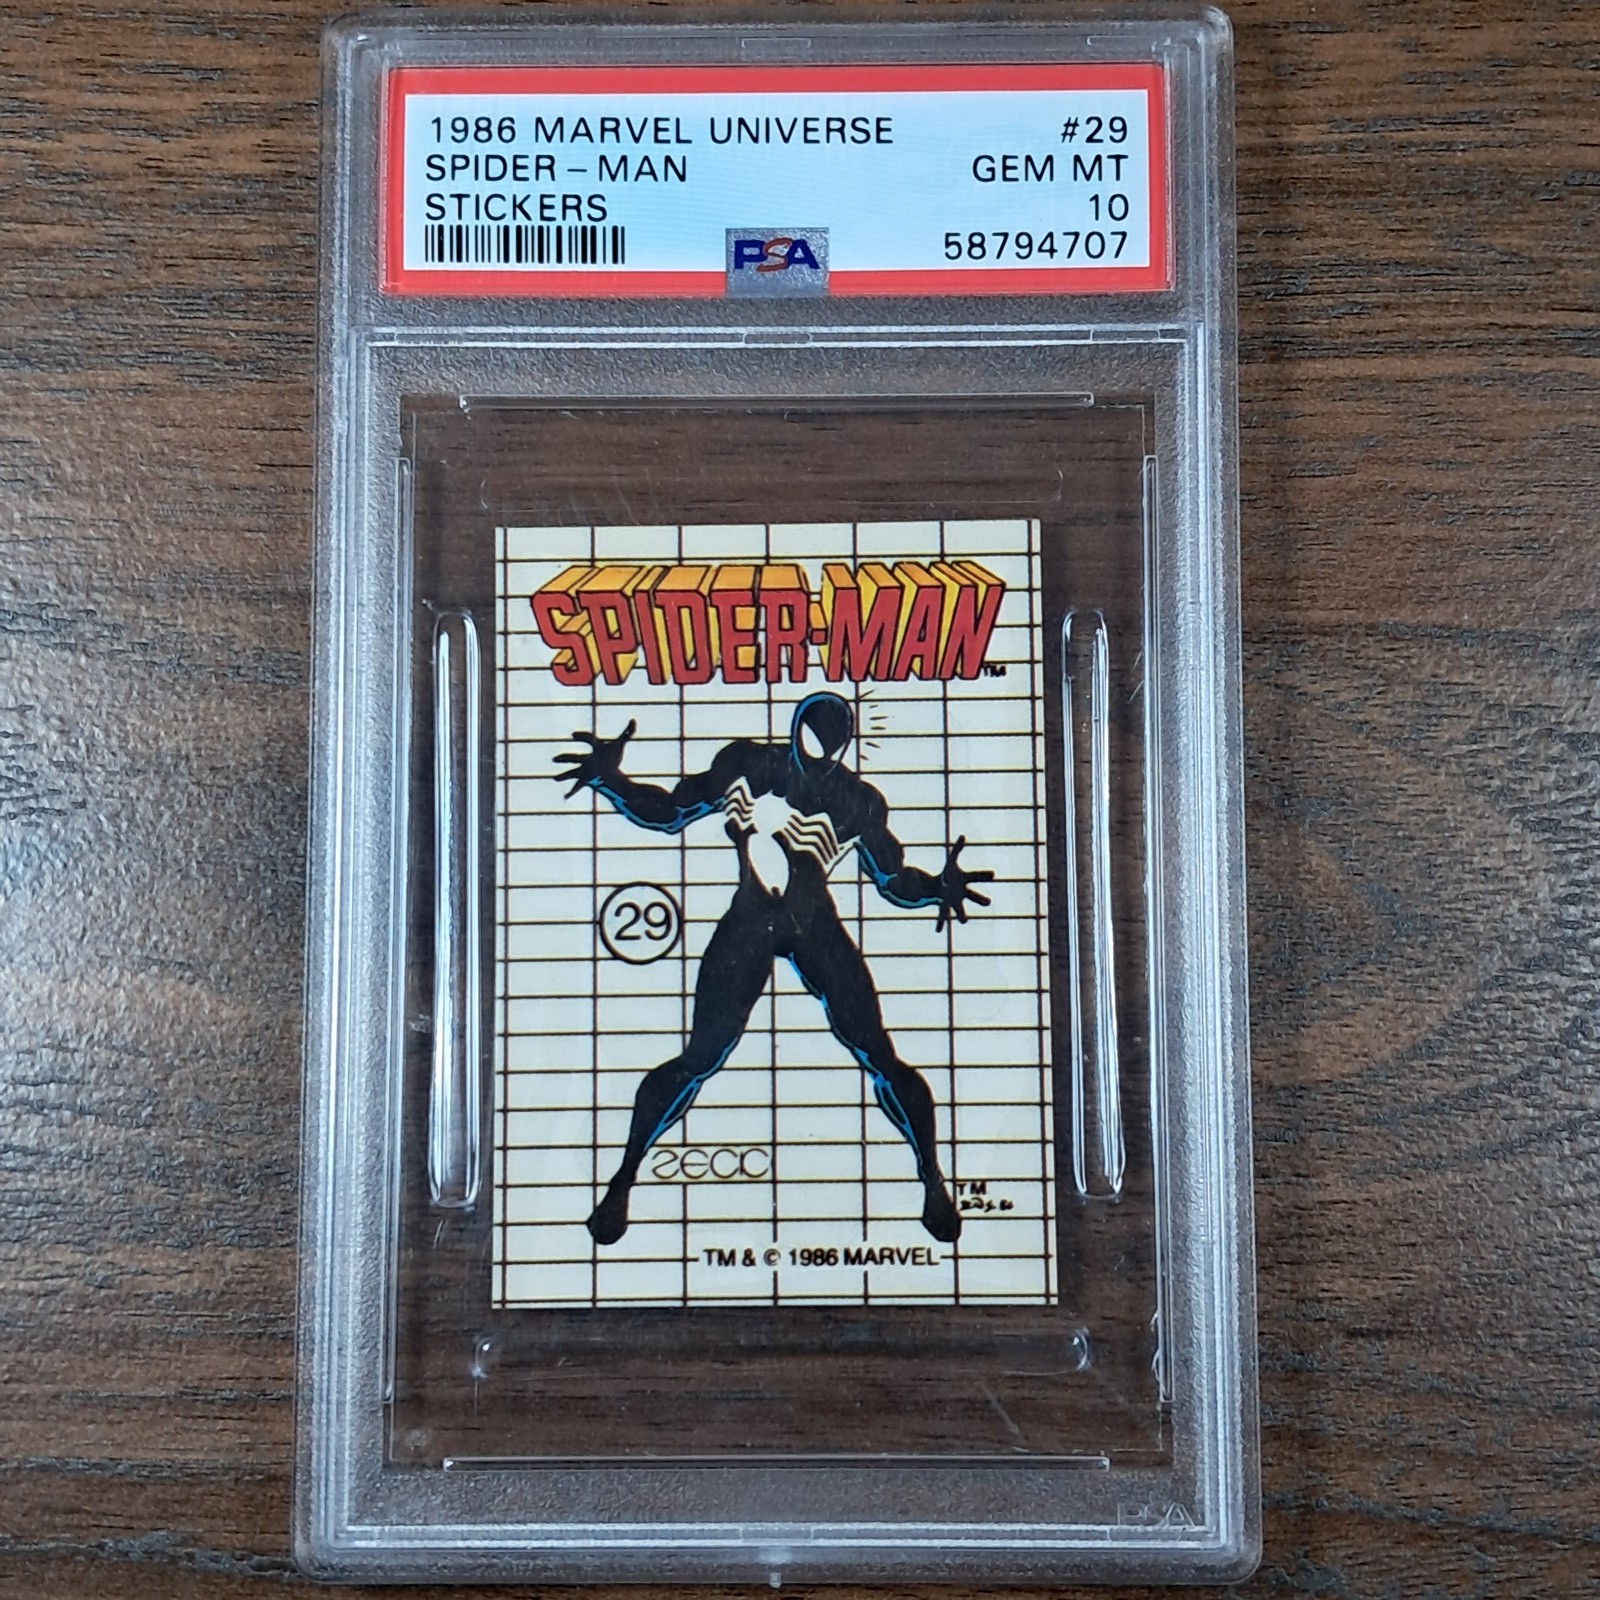 1986 MARVEL UNIVERSE #29
SPIDER-MAN GEM MT
STICKERS 10
PSA 58794707
SPIDER-MAN™
29
TM
TM & © 1986 MARVEL
PSA